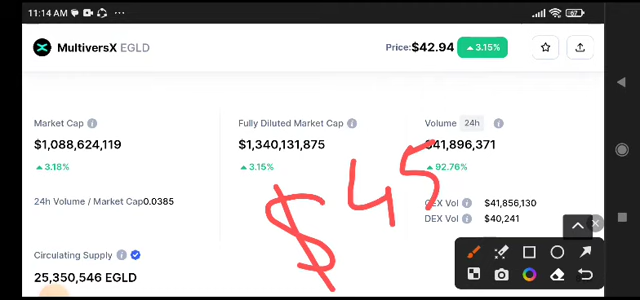 11:14 AM
67
MultiversX EGLD
Price:$42.94 3.15%
Market Cap
Fully Diluted Market Cap
Volume 24h
$1,088,624,119
$1,340,131,875
$41,896,371
3.18%
3.15%
92.76%
$45
24h Volume / Market Cap0.0385
CEX Vol $41,856,130
DEX Vol $40,241
Circulating Supply
25,350,546 EGLD